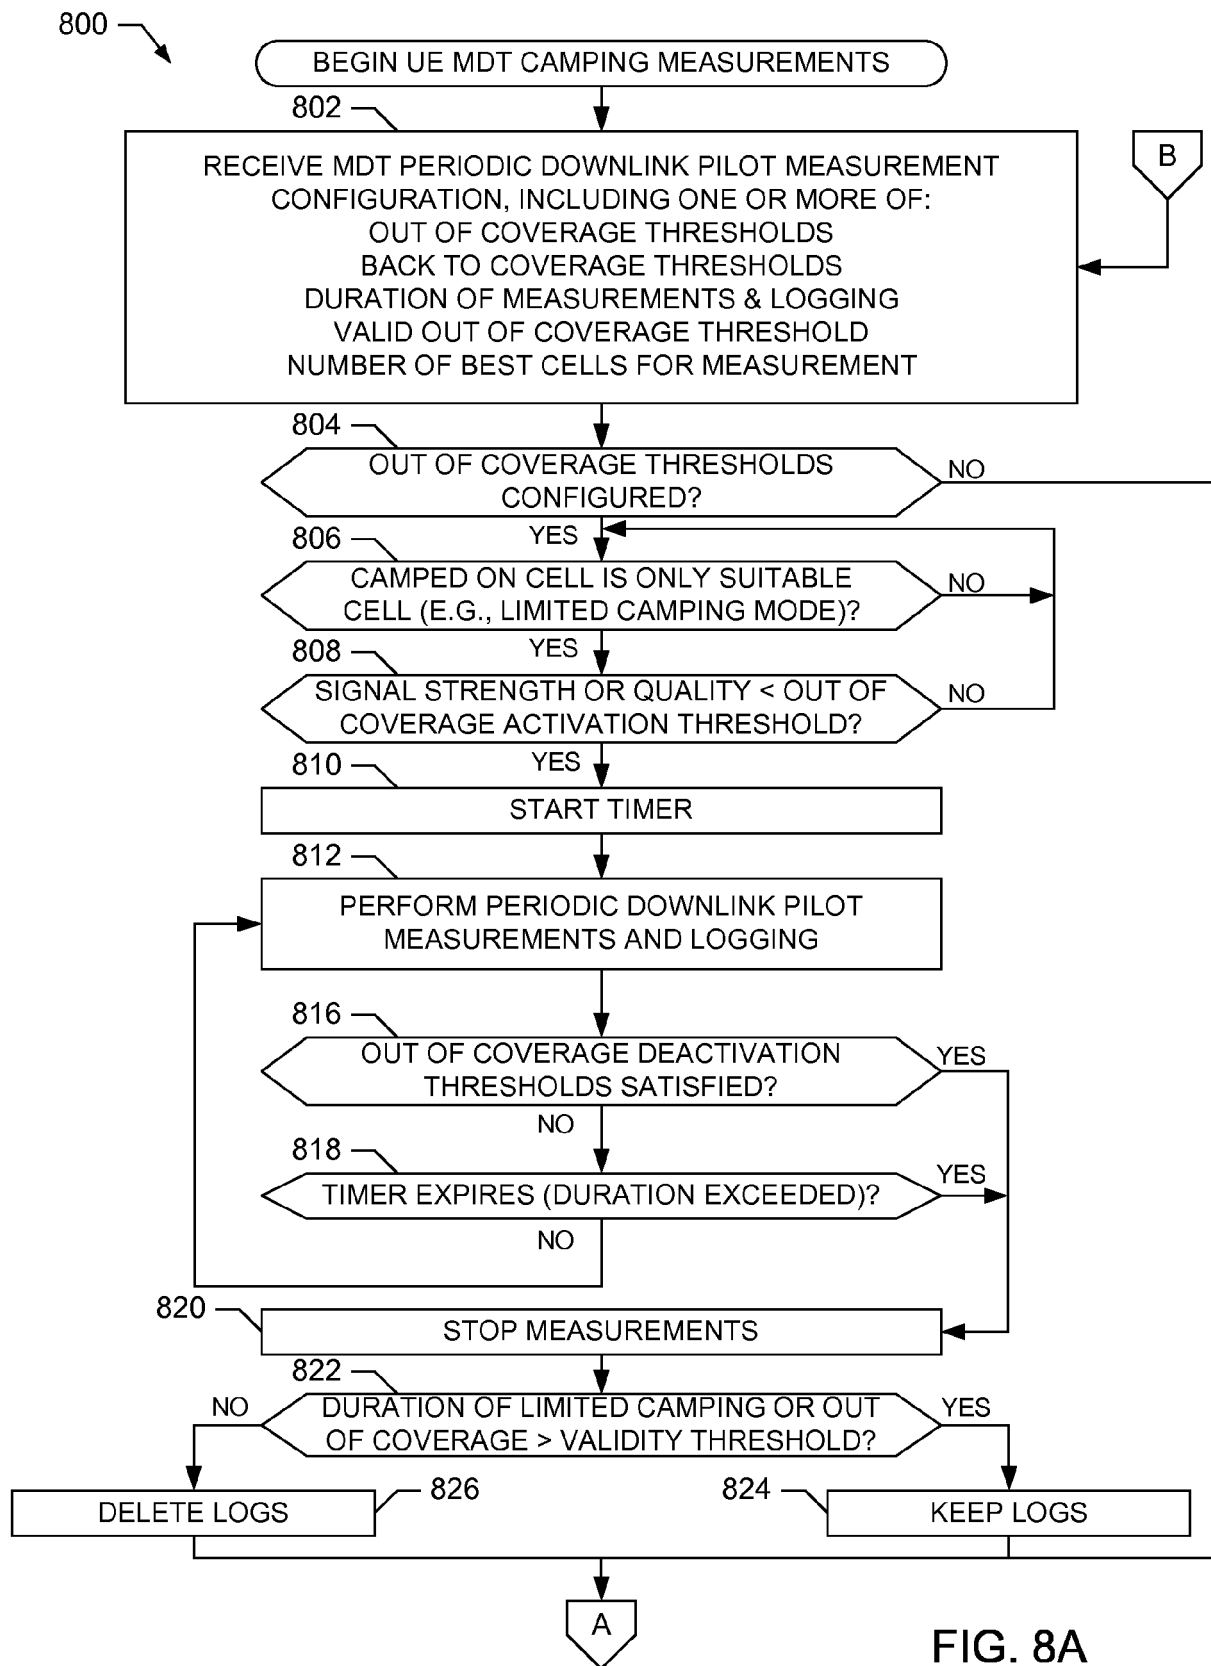 800
BEGIN UE MDT CAMPING MEASUREMENTS
802
RECEIVE MDT PERIODIC DOWNLINK PILOT MEASUREMENT
CONFIGURATION, INCLUDING ONE OR MORE OF:
OUT OF COVERAGE THRESHOLDS
BACK TO COVERAGE THRESHOLDS
DURATION OF MEASUREMENTS & LOGGING
VALID OUT OF COVERAGE THRESHOLD
NUMBER OF BEST CELLS FOR MEASUREMENT
B
804
OUT OF COVERAGE THRESHOLDS
CONFIGURED?
NO
YES
806
CAMPED ON CELL IS ONLY SUITABLE
CELL (E.G., LIMITED CAMPING MODE)?
NO
YES
808
SIGNAL STRENGTH OR QUALITY < OUT OF
COVERAGE ACTIVATION THRESHOLD?
NO
YES
810
START TIMER
812
PERFORM PERIODIC DOWNLINK PILOT
MEASUREMENTS AND LOGGING
816
OUT OF COVERAGE DEACTIVATION
THRESHOLDS SATISFIED?
YES
NO
818
TIMER EXPIRES (DURATION EXCEEDED)?
YES
NO
820
STOP MEASUREMENTS
822
DURATION OF LIMITED CAMPING OR OUT
OF COVERAGE > VALIDITY THRESHOLD?
NO
YES
DELETE LOGS
826
824
KEEP LOGS
A
FIG. 8A